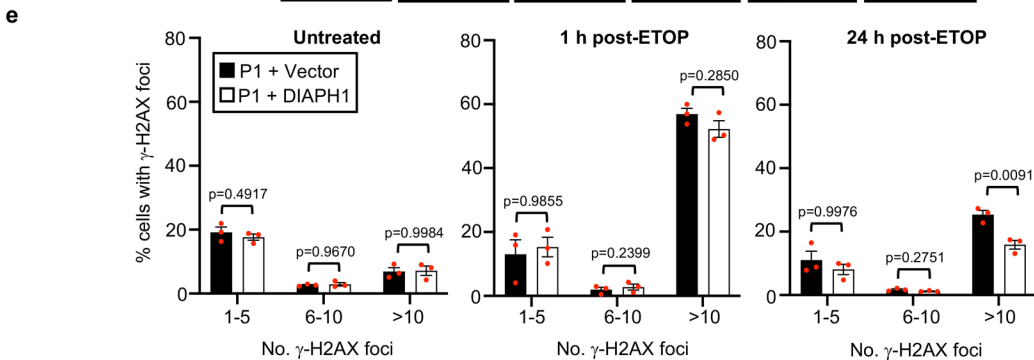 e
Untreated
1 h post-ETOP
24 h post-ETOP
% cells with γ-H2AX foci
80
60
40
20
0
P1 + Vector
P1 + DIAPH1
p=0.4917
p=0.9670
p=0.9984
1-5
6-10
>10
No. γ-H2AX foci
80
60
40
20
0
p=0.9855
p=0.2399
p=0.2850
1-5
6-10
>10
No. γ-H2AX foci
80
60
40
20
0
p=0.9976
p=0.2751
p=0.0091
1-5
6-10
>10
No. γ-H2AX foci